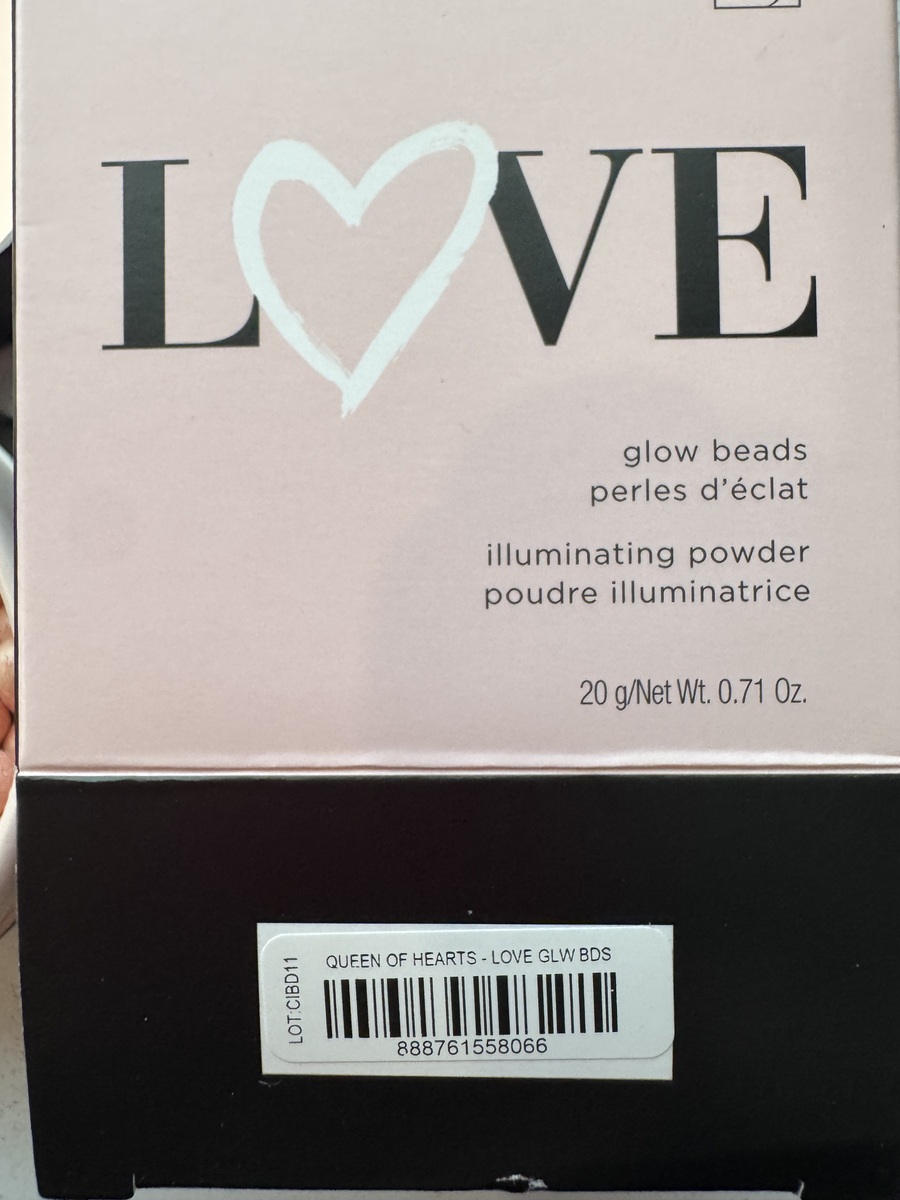 LOVE
glow beads
perles d'éclat
illuminating powder
poudre illuminatrice
20 g/Net Wt. 0.71 Oz.
QUEEN OF HEARTS - LOVE GLW BDS
LOT:CIBD11
888761558066